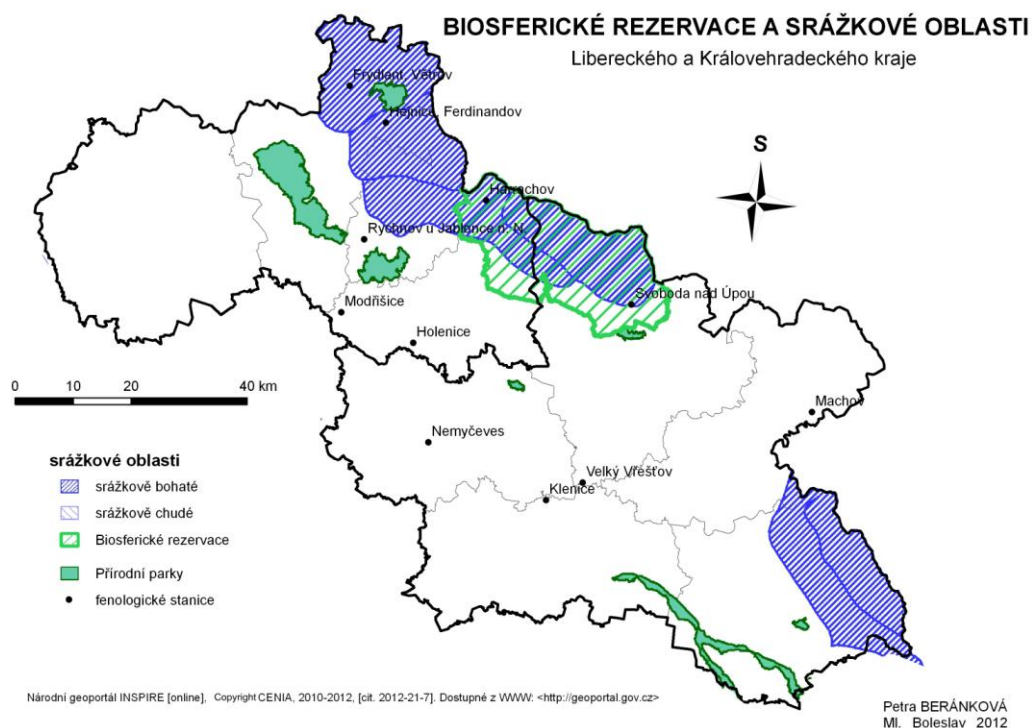 BIOSFERICKÉ REZERVACE A SRÁŽKOVÉ OBLASTI
Libereckého a Královehradeckého kraje
Frýdlant, Větrov
Hejnice, Ferdinandov
S
Harrachov
Rychnov u Jablonce n. N.
Modřišice
Svoboda nad Úpou
Holenice
0 10 20 40 km
Machov
Nemyčeves
srážkové oblasti
srážkově bohaté
srážkově chudé
Biosferické rezervace
Přírodní parky
fenologické stanice
Velký Vřešťov
Klenice
Národní geoportál INSPIRE [online], Copyright CENIA, 2010-2012, [cit. 2012-21-7]. Dostupné z WWW: <http://geoportal.gov.cz>
Petra BERÁNKOVÁ
Ml. Boleslav 2012